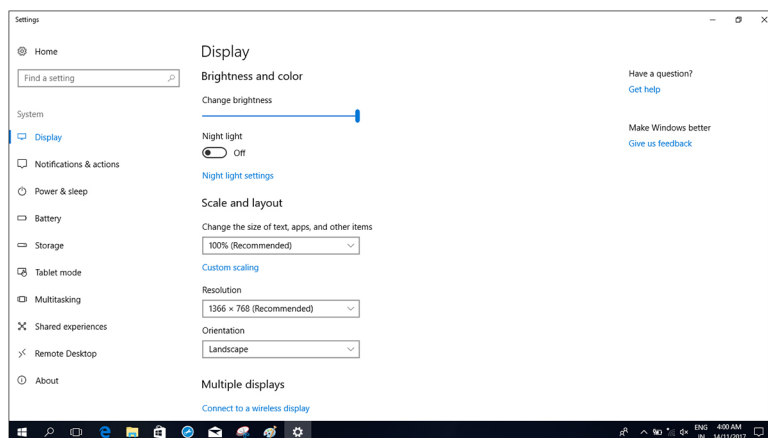 Settings
Home
Find a setting
System
Display
Notifications & actions
Power & sleep
Battery
Storage
Tablet mode
Multitasking
Shared experiences
Remote Desktop
About
Display
Brightness and color
Change brightness
Night light
Off
Night light settings
Scale and layout
Change the size of text, apps, and other items
100% (Recommended)
Custom scaling
Resolution
1366 × 768 (Recommended)
Orientation
Landscape
Multiple displays
Connect to a wireless display
Have a question?
Get help
Make Windows better
Give us feedback
ENG
IN
4:00 AM
14/11/2017